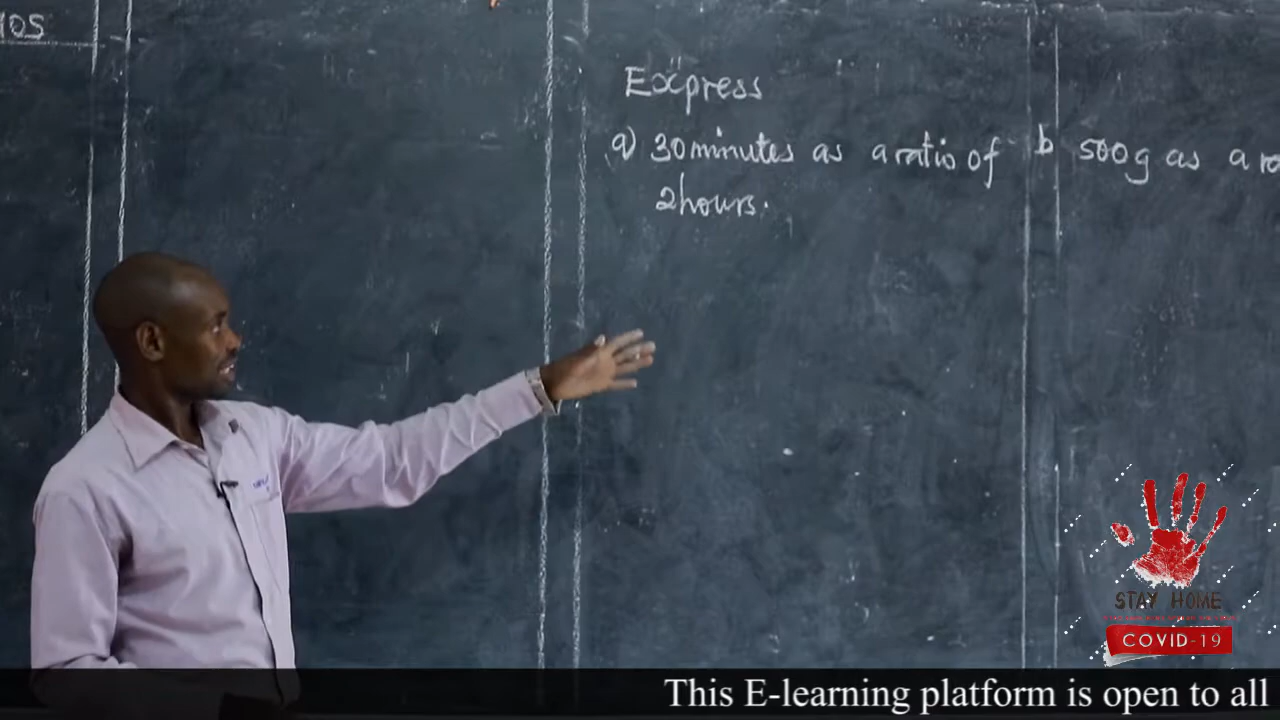 Express
a) 30minutes as a ratio of
2hours.
b 500g as a
STAY HOME
COVID-19
This E-learning platform is open to all